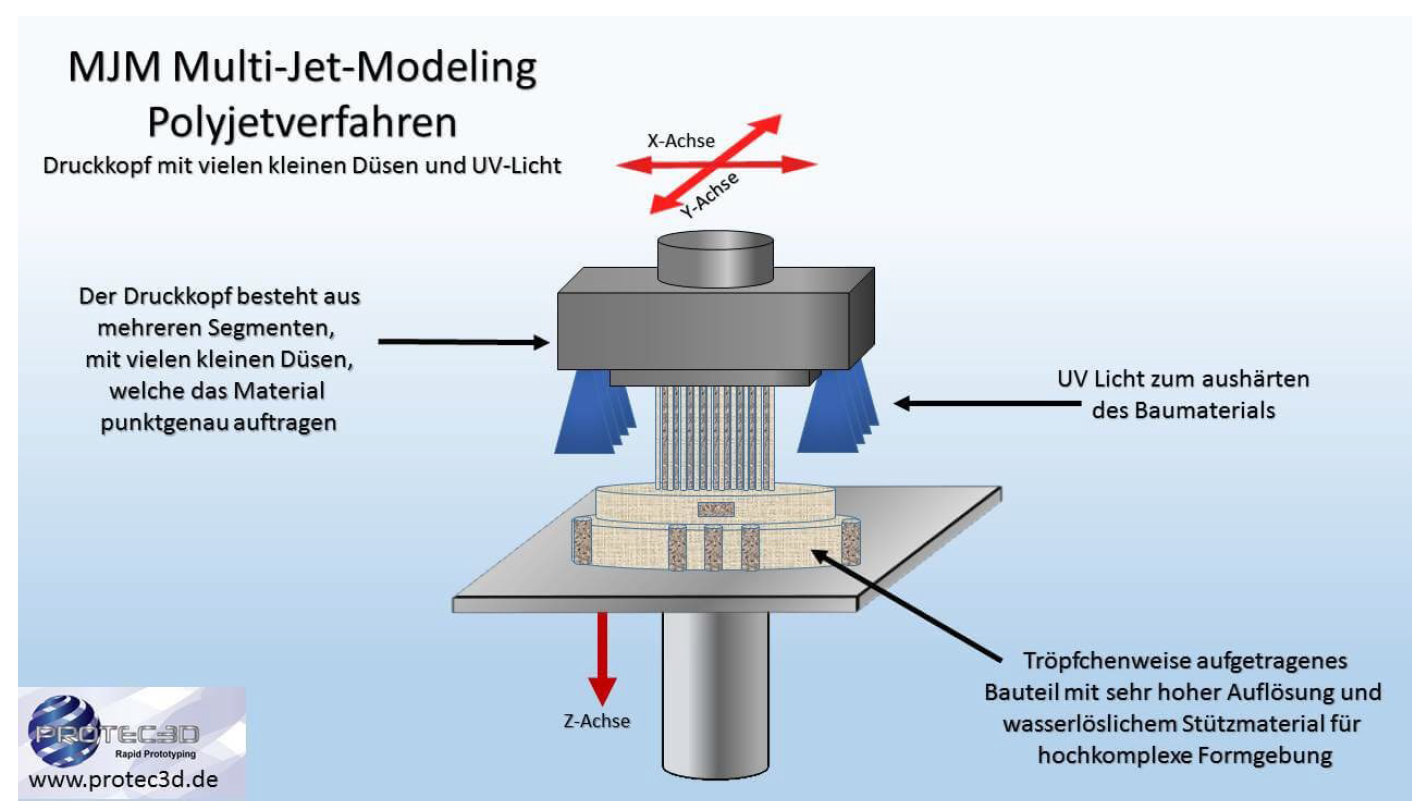 MJM Multi-Jet-Modeling
Polyjetverfahren
Druckkopf mit vielen kleinen Düsen und UV-Licht
X-Achse
Y-Achse
Der Druckkopf besteht aus
mehreren Segmenten,
mit vielen kleinen Düsen,
welche das Material
punktgenau auftragen
UV Licht zum aushärten
des Baumaterials
Z-Achse
Tröpfchenweise aufgetragenes
Bauteil mit sehr hoher Auflösung und
wasserlöslichem Stützmaterial für
hochkomplexe Formgebung
PROTEC3D
Rapid Prototyping
www.protec3d.de